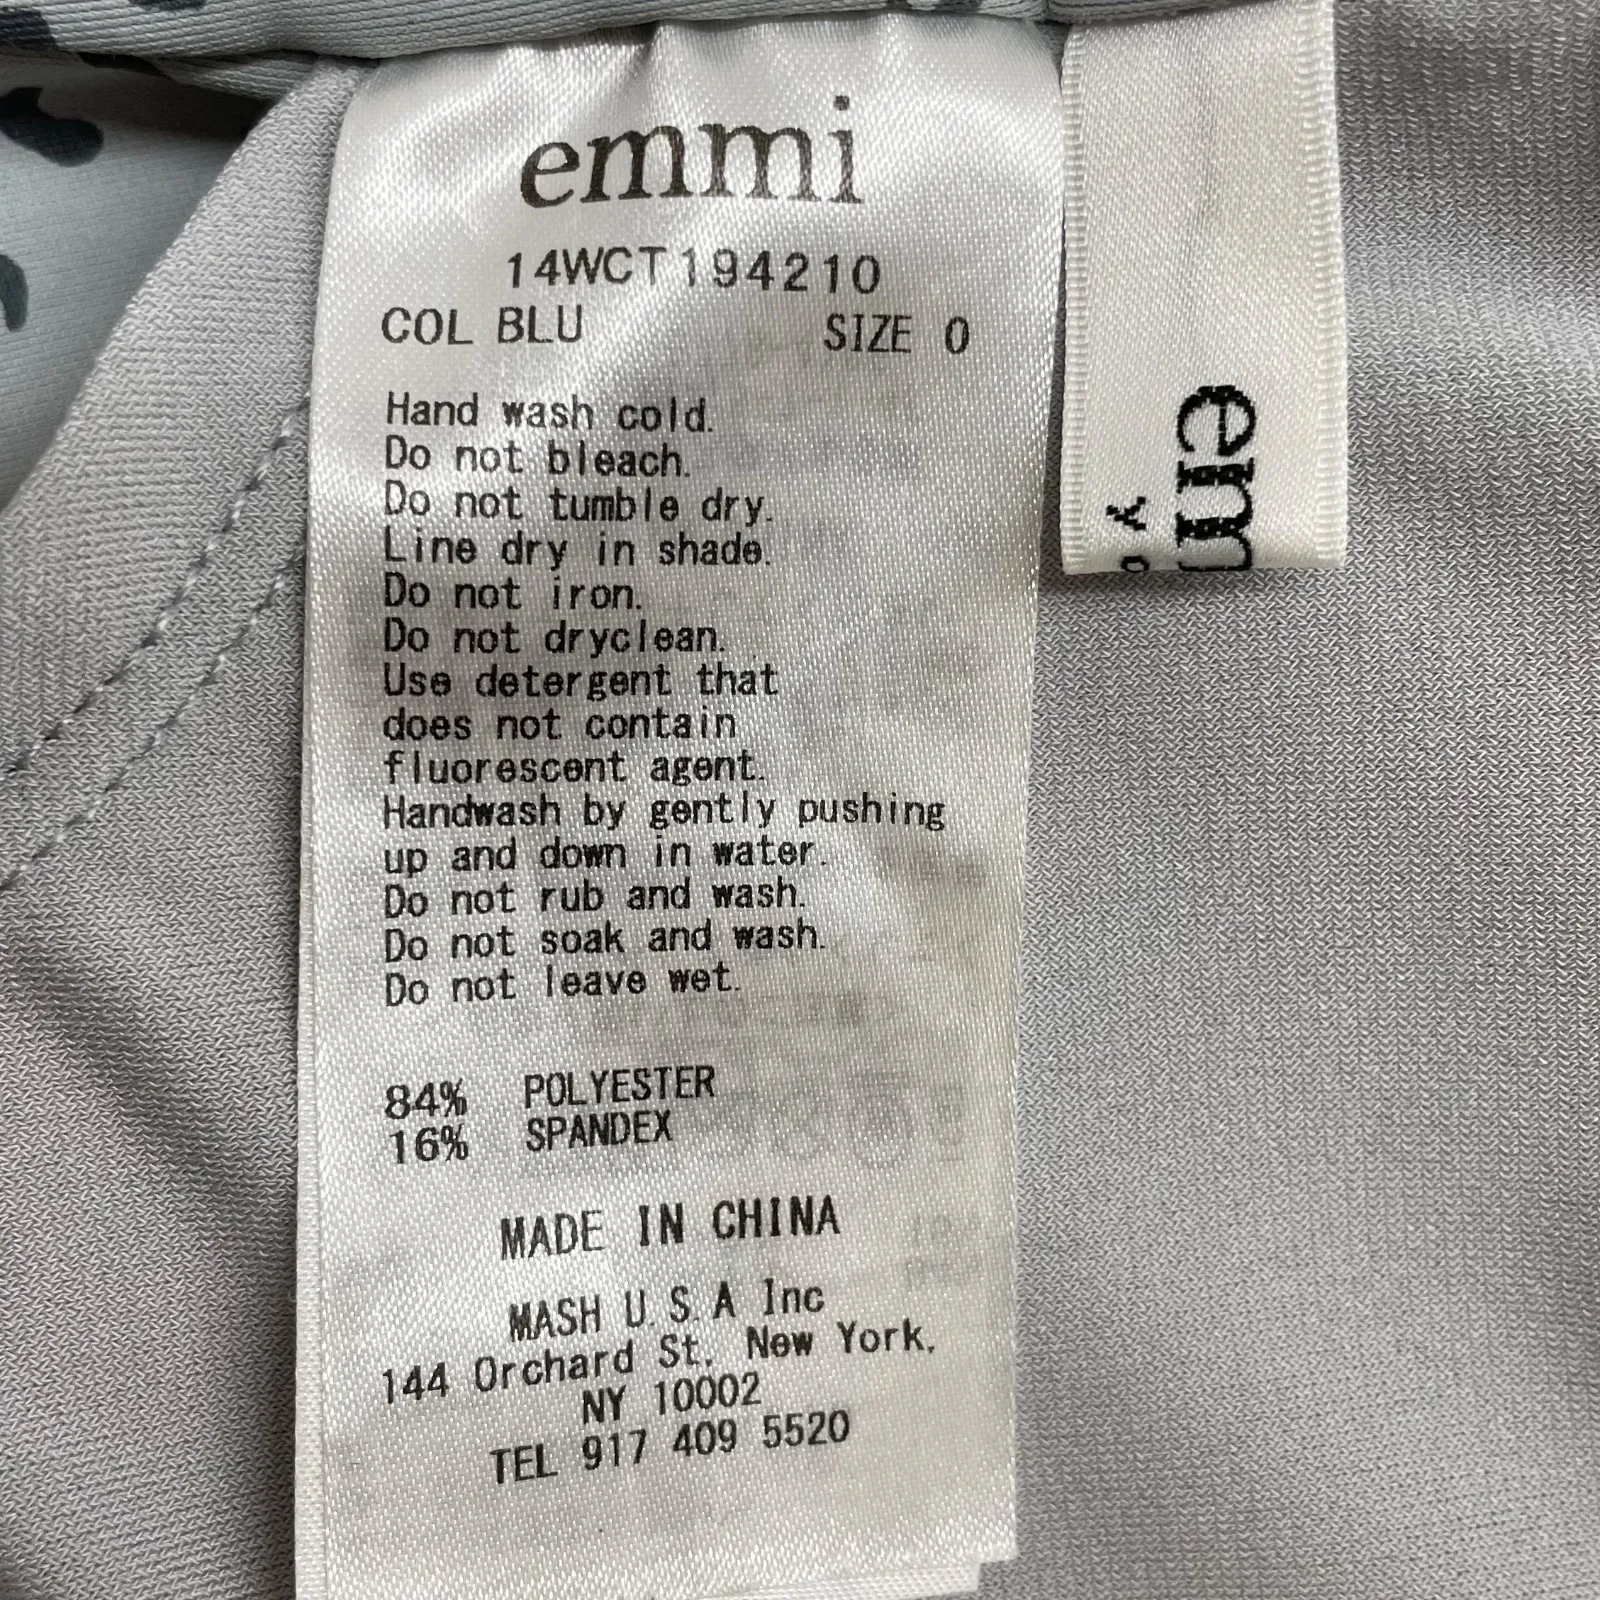 emmi
14WCT194210
COL BLU SIZE 0
Hand wash cold.
Do not bleach.
Do not tumble dry.
Line dry in shade.
Do not iron.
Do not dryclean.
Use detergent that
does not contain
fluorescent agent.
Handwash by gently pushing
up and down in water.
Do not rub and wash.
Do not soak and wash.
Do not leave wet.
84% POLYESTER
16% SPANDEX
MADE IN CHINA
MASH U.S.A Inc
144 Orchard St. New York,
NY 10002
TEL 917 409 5520
em
Yo